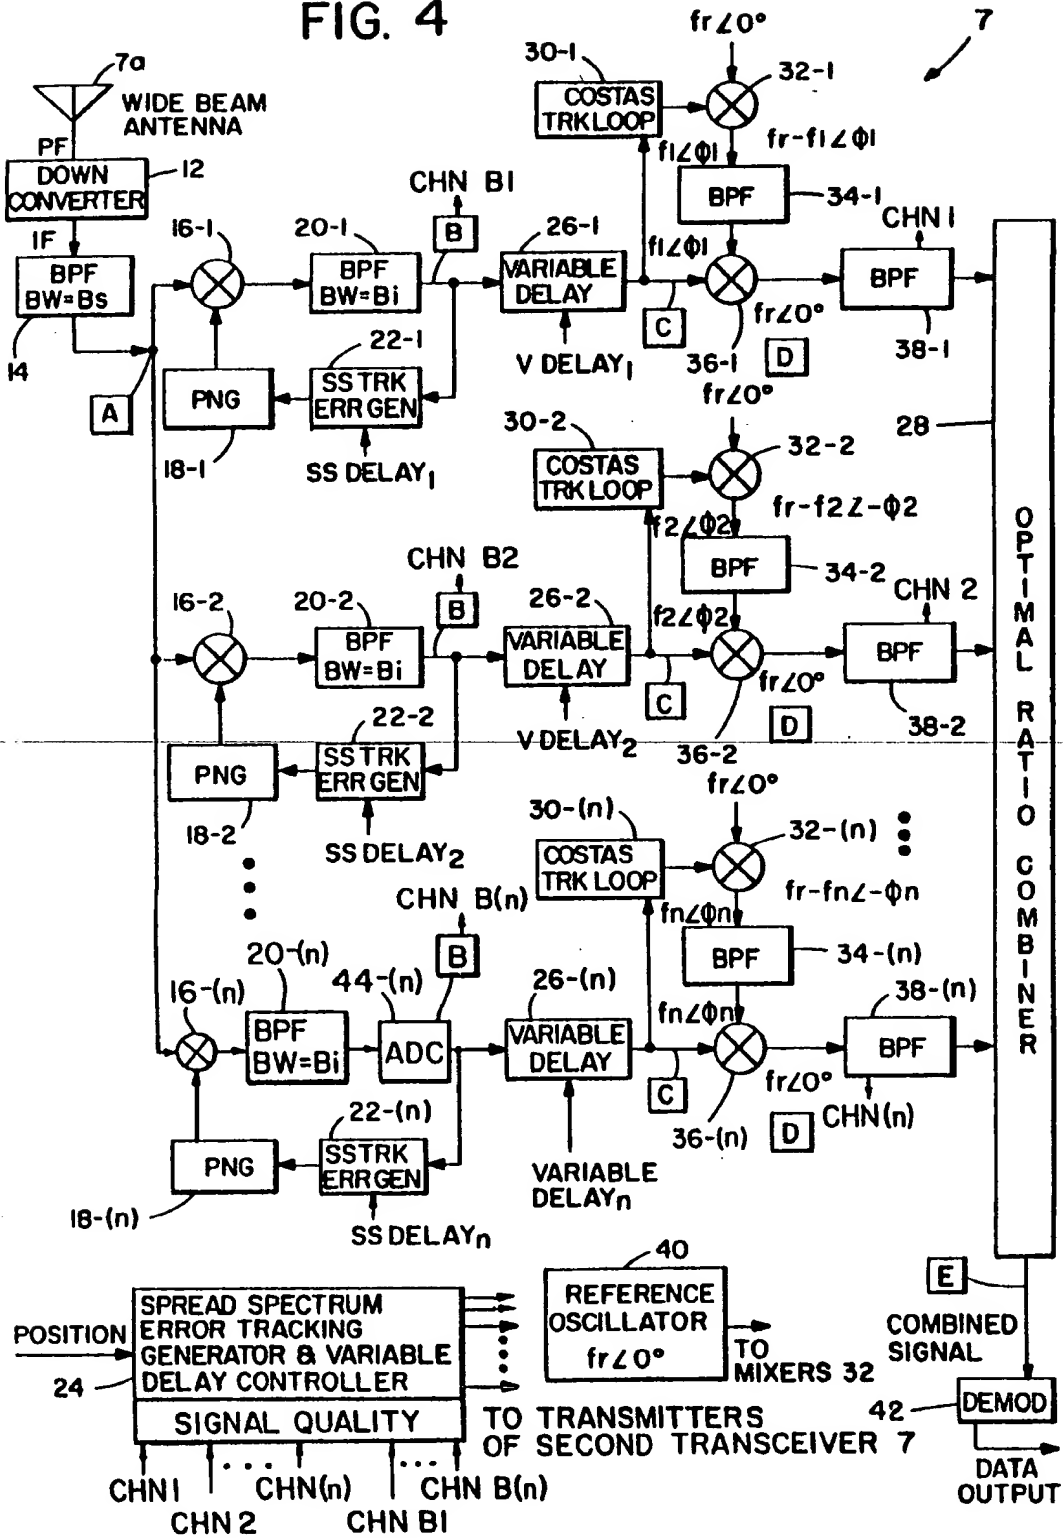 FIG. 4
7
7a
WIDE BEAM
ANTENNA
PF
DOWN
CONVERTER
12
IF
BPF
BW=Bs
14
A
16-1
20-1
BPF
BW=Bi
CHN B1
B
26-1
VARIABLE
DELAY
V DELAY1
22-1
SS TRK
ERR GEN
SS DELAY1
PNG
18-1
30-1
COSTAS
TRK LOOP
fr∠0°
32-1
fr-f1∠Φ1
f1∠Φ1
BPF
34-1
f1∠Φ1
C
36-1
fr∠0°
D
CHN 1
BPF
38-1
28
OPTIMAL RATIO COMBINER
16-2
20-2
BPF
BW=Bi
CHN B2
B
26-2
VARIABLE
DELAY
V DELAY2
22-2
SS TRK
ERR GEN
SS DELAY2
PNG
18-2
30-2
COSTAS
TRK LOOP
fr∠0°
32-2
fr-f2∠-Φ2
f2∠Φ2
BPF
34-2
f2∠Φ2
C
36-2
fr∠0°
D
CHN 2
BPF
38-2
16-(n)
20-(n)
BPF
BW=Bi
44-(n)
ADC
CHN B(n)
B
26-(n)
VARIABLE
DELAY
VARIABLE
DELAYn
22-(n)
SS TRK
ERR GEN
SS DELAYn
PNG
18-(n)
30-(n)
COSTAS
TRK LOOP
fr∠0°
32-(n)
fr-fn∠-Φn
fn∠Φn
BPF
34-(n)
fn∠Φn
C
36-(n)
fr∠0°
D
38-(n)
BPF
CHN(n)
POSITION
24
SPREAD SPECTRUM
ERROR TRACKING
GENERATOR & VARIABLE
DELAY CONTROLLER
SIGNAL QUALITY
CHN 1
CHN 2
CHN(n)
CHN B1
CHN B(n)
TO TRANSMITTERS
OF SECOND TRANSCEIVER 7
40
REFERENCE
OSCILLATOR
fr∠0°
TO
MIXERS 32
E
COMBINED
SIGNAL
42
DEMOD
DATA
OUTPUT